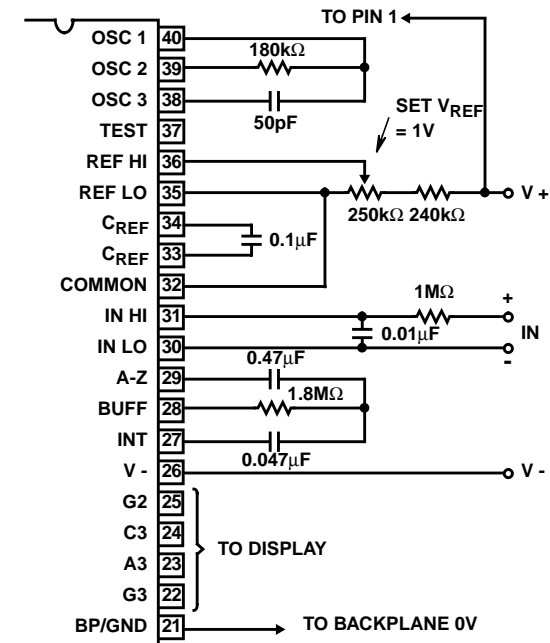 TO PIN 1
OSC 1 40
180kΩ
OSC 2 39
OSC 3 38
50pF
TEST 37
SET VREF
= 1V
REF HI 36
REF LO 35
V +
250kΩ 240kΩ
CREF 34
0.1μF
CREF 33
COMMON 32
1MΩ
IN HI 31
+
0.01μF
IN
IN LO 30
-
0.47μF
A-Z 29
1.8MΩ
BUFF 28
INT 27
0.047μF
V - 26
V -
G2 25
C3 24
TO DISPLAY
A3 23
G3 22
BP/GND 21
TO BACKPLANE 0V